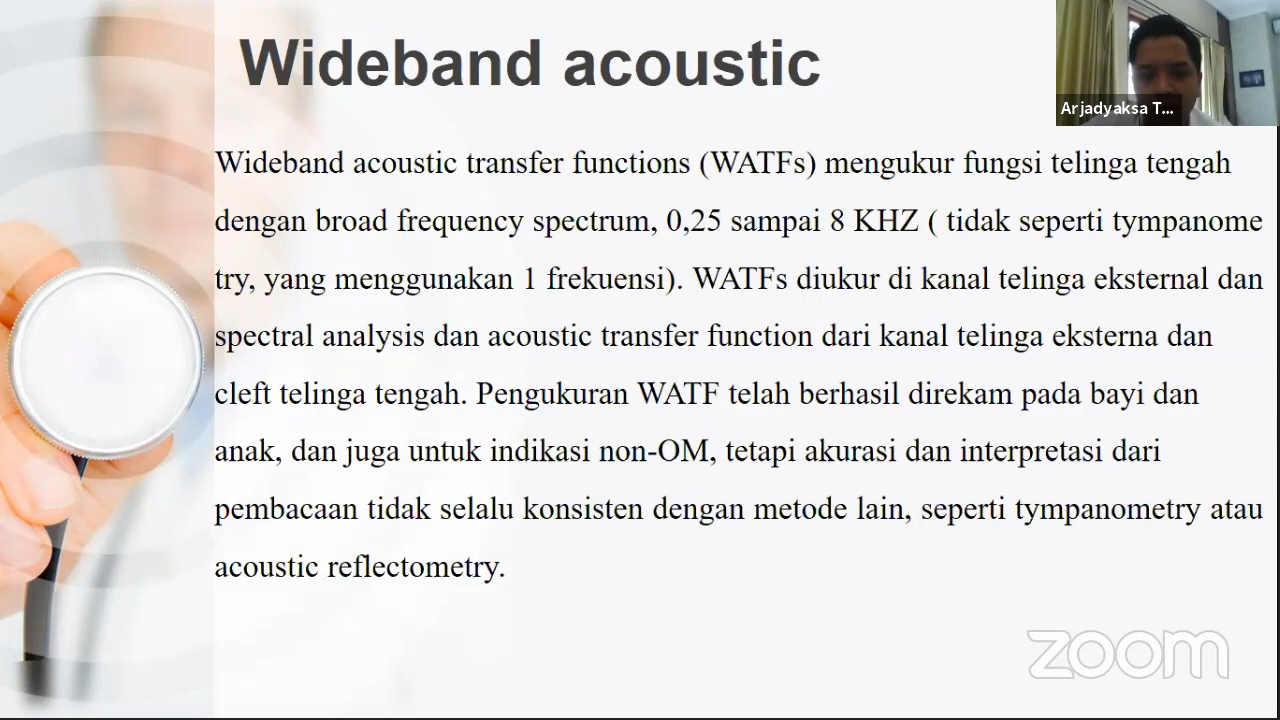 Wideband acoustic
Arjadyaksa T...
Wideband acoustic transfer functions (WATFs) mengukur fungsi telinga tengah
dengan broad frequency spectrum, 0,25 sampai 8 KHZ ( tidak seperti tympanome
try, yang menggunakan 1 frekuensi). WATFs diukur di kanal telinga eksternal dan
spectral analysis dan acoustic transfer function dari kanal telinga eksterna dan
cleft telinga tengah. Pengukuran WATF telah berhasil direkam pada bayi dan
anak, dan juga untuk indikasi non-OM, tetapi akurasi dan interpretasi dari
pembacaan tidak selalu konsisten dengan metode lain, seperti tympanometry atau
acoustic reflectometry.
zoom